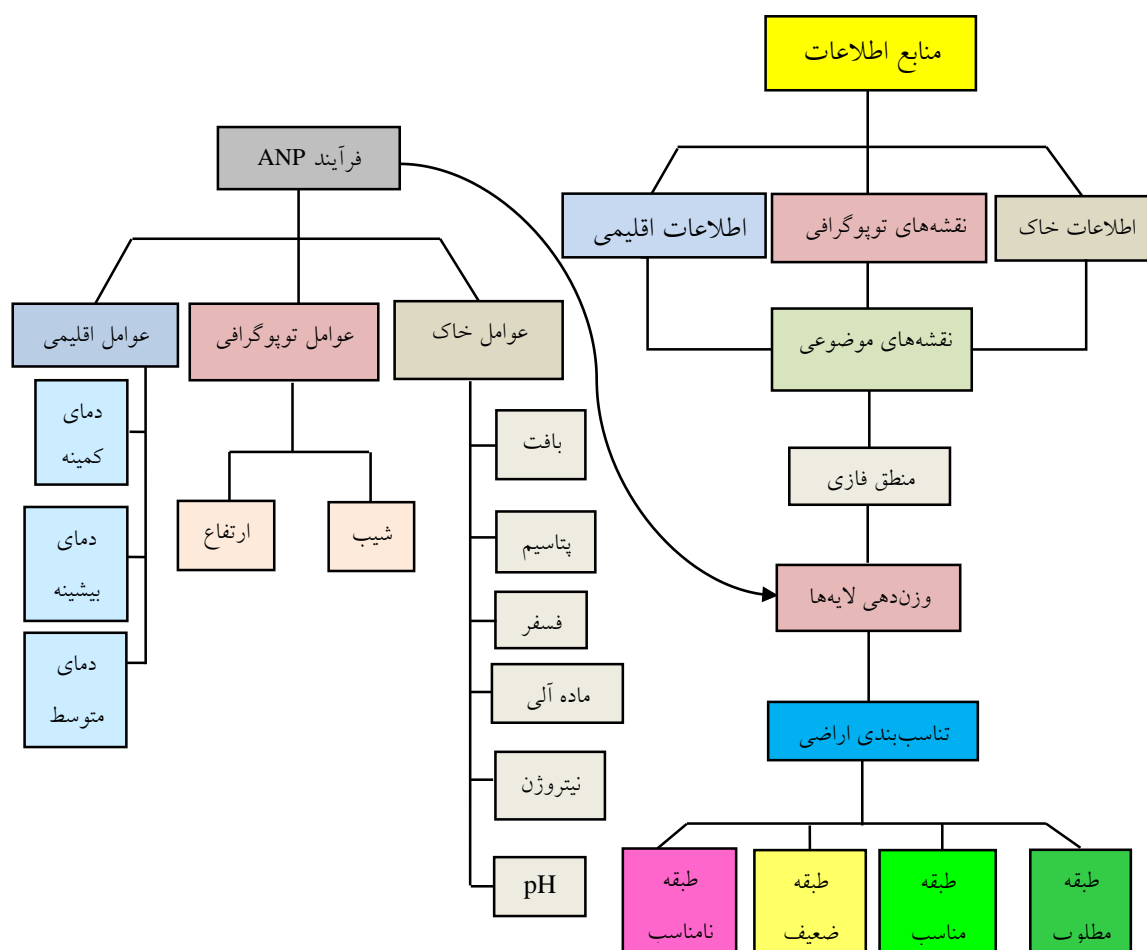 منابع اطلاعات
فرآیند ANP
اطلاعات خاک
نقشه‌های توپوگرافی
اطلاعات اقلیمی
عوامل خاک
عوامل توپوگرافی
عوامل اقلیمی
نقشه‌های موضوعی
دمای
کمینه
بافت
منطق فازی
شیب
ارتفاع
دمای
بیشینه
پتاسیم
وزن‌دهی لایه‌ها
فسفر
دمای
متوسط
ماده آلی
تناسب‌بندی اراضی
نیتروژن
pH
طبقه
مطلوب
طبقه
مناسب
طبقه
ضعیف
طبقه
نامناسب